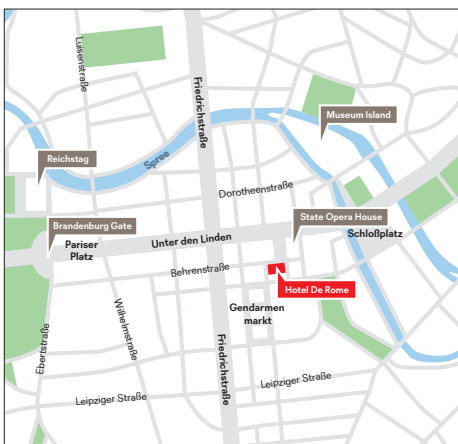 Luisenstraße
Friedrichstraße
Museum Island
Reichstag
Spree
Dorotheenstraße
Brandenburg Gate
State Opera House
Pariser
Platz
Unter den Linden
Schloßplatz
Behrenstraße
Hotel De Rome
Gendarmen
markt
Ebertstraße
Wilhelmstraße
Friedrichstraße
Leipziger Straße
Leipziger Straße